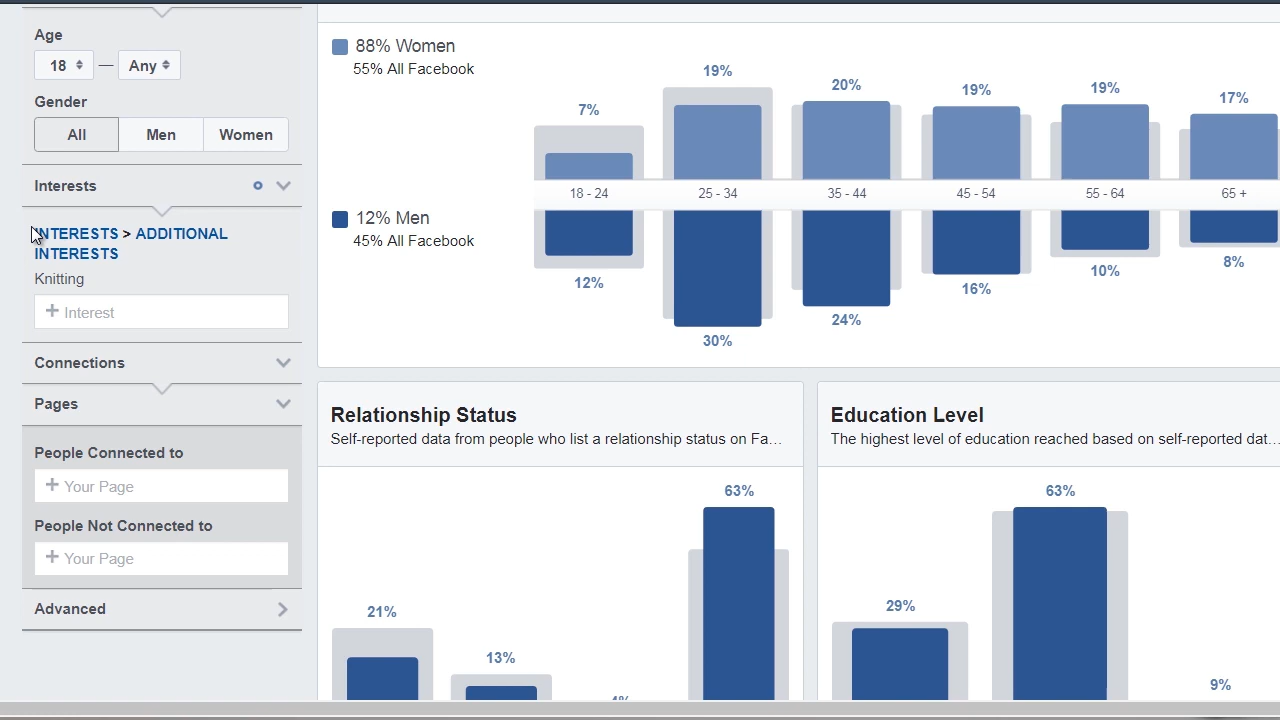 Age
18
Any
Gender
All
Men
Women
Interests
INTERESTS > ADDITIONAL
INTERESTS
Knitting
+ Interest
Connections
Pages
People Connected to
+ Your Page
People Not Connected to
+ Your Page
Advanced
88% Women
55% All Facebook
7%
19%
20%
19%
19%
17%
18 - 24
25 - 34
35 - 44
45 - 54
55 - 64
65 +
12% Men
45% All Facebook
12%
30%
24%
16%
10%
8%
Relationship Status
Self-reported data from people who list a relationship status on Fa...
21%
13%
4%
63%
Education Level
The highest level of education reached based on self-reported dat...
29%
63%
9%